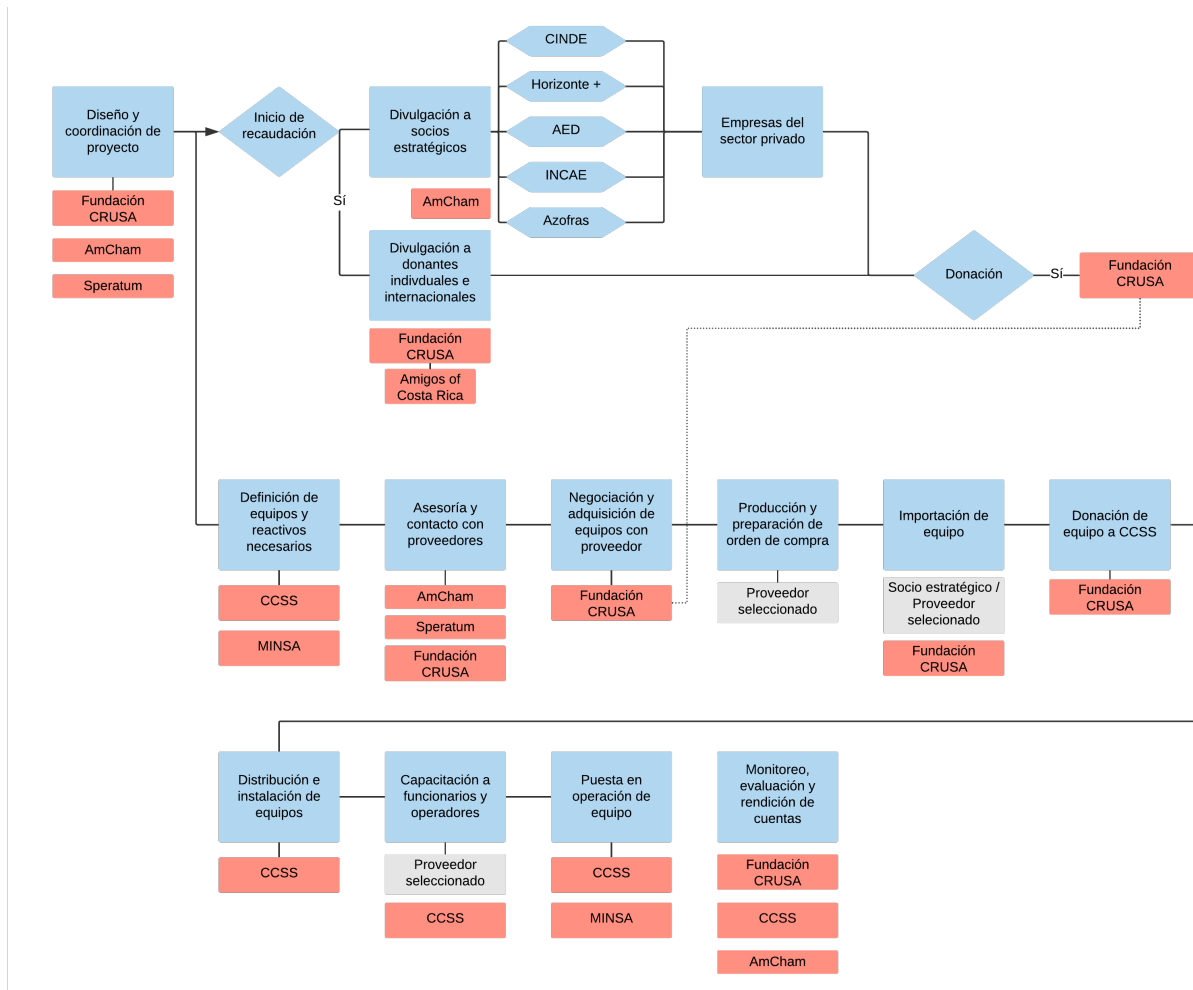 Diseño y
coordinación de
proyecto
Fundación
CRUSA
AmCham
Speratum
Inicio de
recaudación
Sí
Divulgación a
socios
estratégicos
AmCham
Divulgación a
donantes
indivduales e
internacionales
Fundación
CRUSA
Amigos of
Costa Rica
CINDE
Horizonte +
AED
INCAE
Azofras
Empresas del
sector privado
Donación
Sí
Fundación
CRUSA
Definición de
equipos y
reactivos
necesarios
CCSS
MINSA
Asesoría y
contacto con
proveedores
AmCham
Speratum
Fundación
CRUSA
Negociación y
adquisición de
equipos con
proveedor
Fundación
CRUSA
Producción y
preparación de
orden de compra
Proveedor
seleccionado
Importación de
equipo
Socio estratégico /
Proveedor
selecionado
Fundación
CRUSA
Donación de
equipo a CCSS
Fundación
CRUSA
Distribución e
instalación de
equipos
CCSS
Capacitación a
funcionarios y
operadores
Proveedor
seleccionado
CCSS
Puesta en
operación de
equipo
CCSS
MINSA
Monitoreo,
evaluación y
rendición de
cuentas
Fundación
CRUSA
CCSS
AmCham